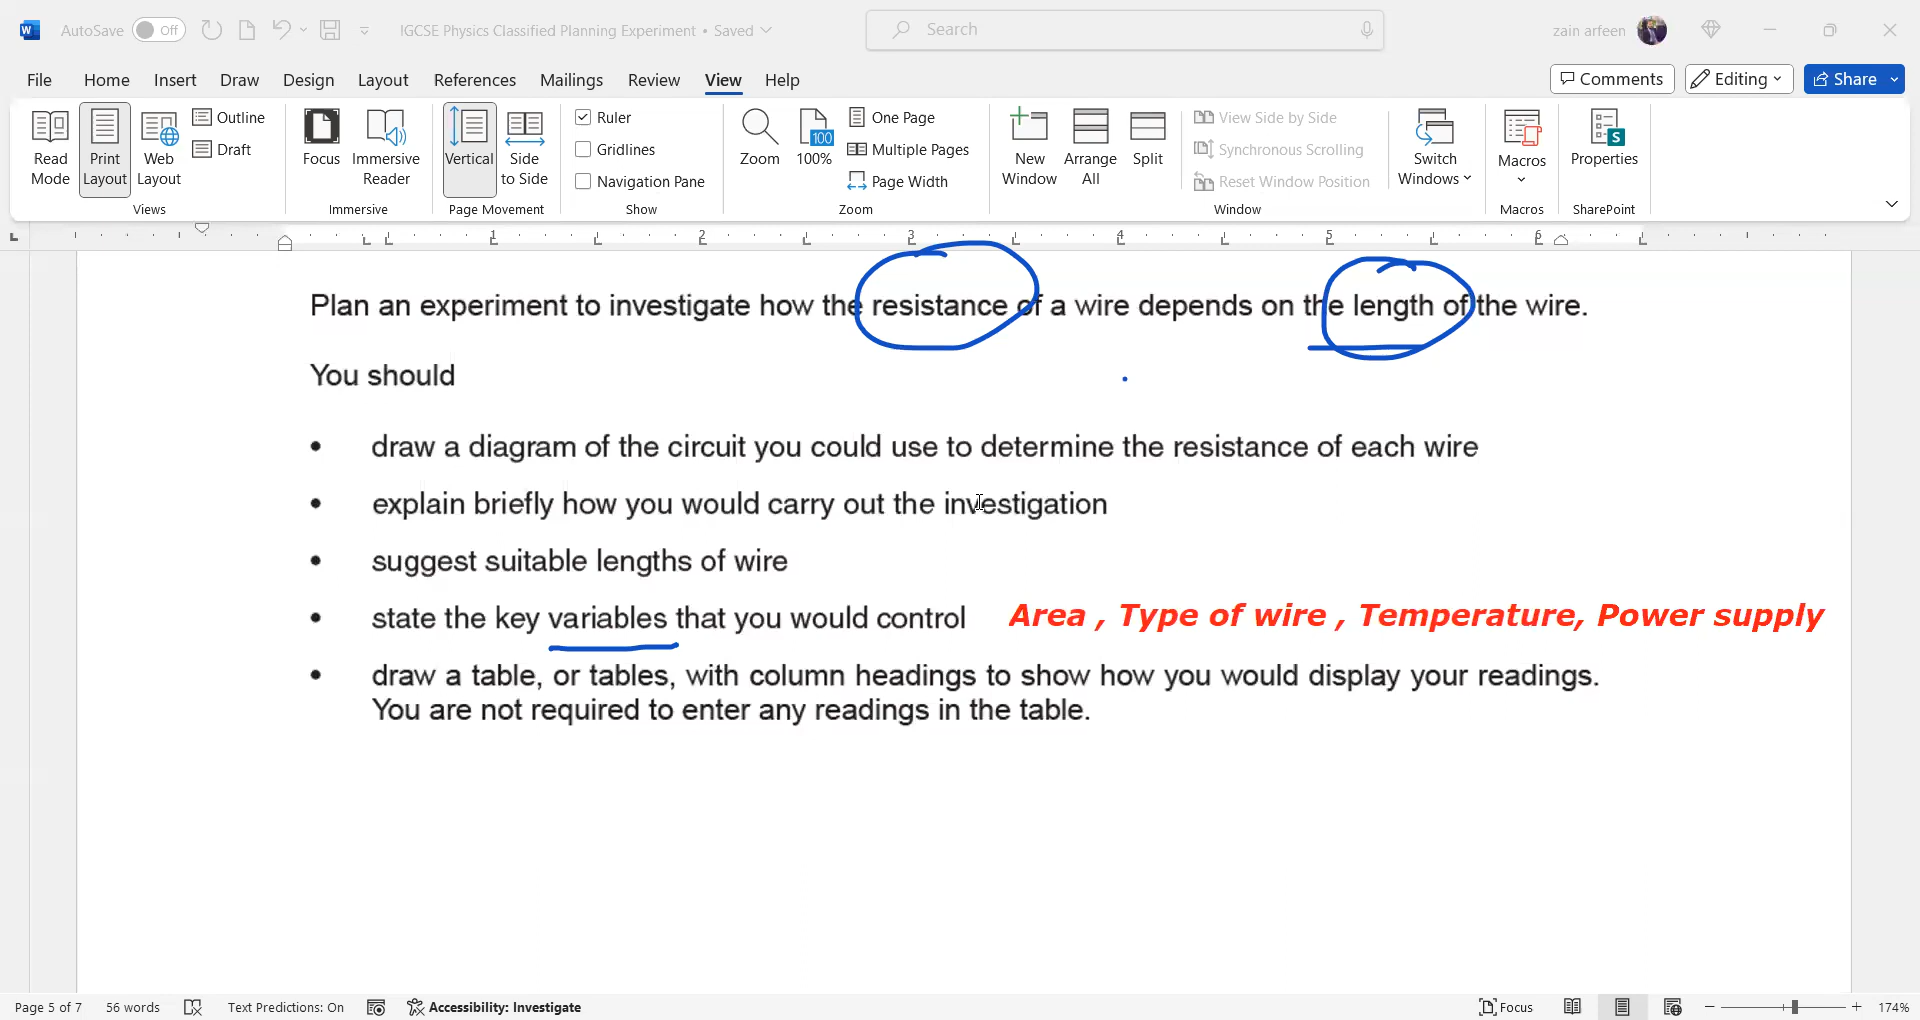 AutoSave Off IGCSE Physics Classified Planning Experiment • Saved Search zain arfeen
File Home Insert Draw Design Layout References Mailings Review View Help Comments Editing Share
Read Mode Print Layout Web Layout Outline Draft Views
Focus Immersive Reader Immersive
Vertical Side to Side Page Movement
Ruler Gridlines Navigation Pane Show
Zoom 100 100% One Page Multiple Pages Page Width Zoom
New Window Arrange All Split View Side by Side Synchronous Scrolling Reset Window Position Switch Windows Window
Macros Macros
Properties SharePoint
1 2 3 4 5 6
Plan an experiment to investigate how the resistance of a wire depends on the length of the wire.
You should
• draw a diagram of the circuit you could use to determine the resistance of each wire
• explain briefly how you would carry out the investigation
• suggest suitable lengths of wire
• state the key variables that you would control Area , Type of wire , Temperature, Power supply
• draw a table, or tables, with column headings to show how you would display your readings.
You are not required to enter any readings in the table.
Page 5 of 7 56 words Text Predictions: On Accessibility: Investigate Focus 174%